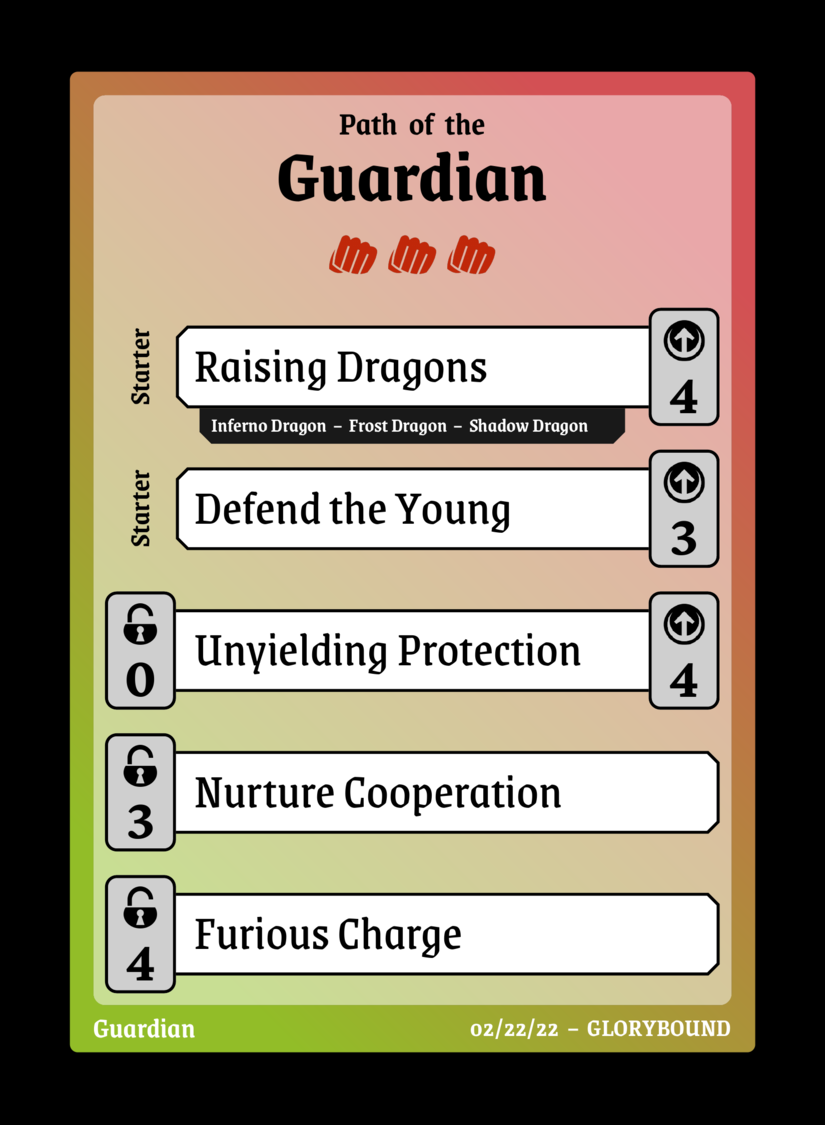 Path of the
Guardian
Starter
Raising Dragons
4
Inferno Dragon – Frost Dragon – Shadow Dragon
Starter
Defend the Young
3
0
Unyielding Protection
4
3
Nurture Cooperation
4
Furious Charge
Guardian
02/22/22 – GLORYBOUND